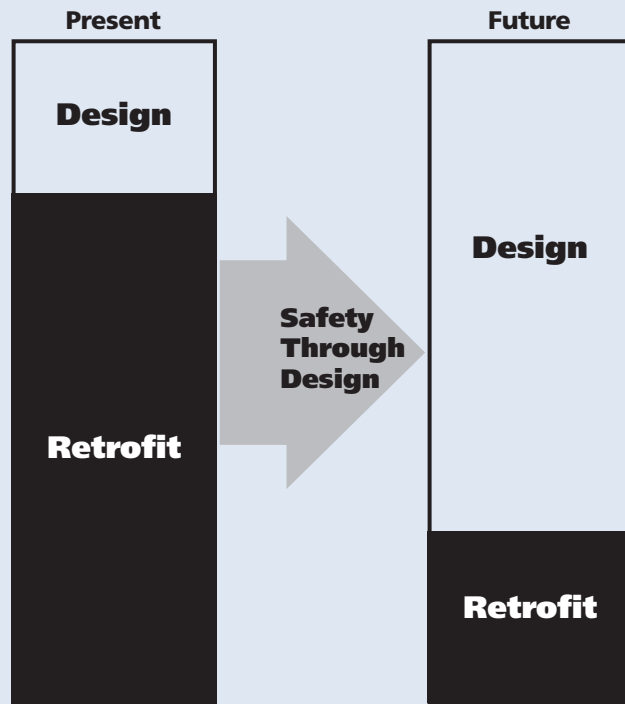 Present
Future
Design
Design
Safety
Through
Design
Retrofit
Retrofit